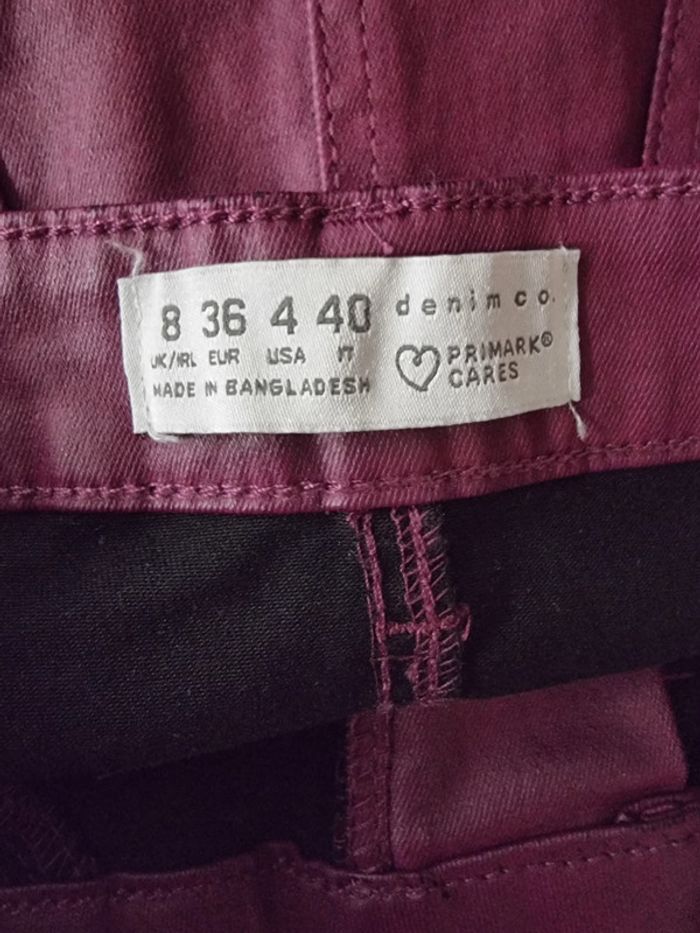 8 36 4 40
UK/IRL EUR USA IT
MADE IN BANGLADESH
denim co.
PRIMARK®
CARES